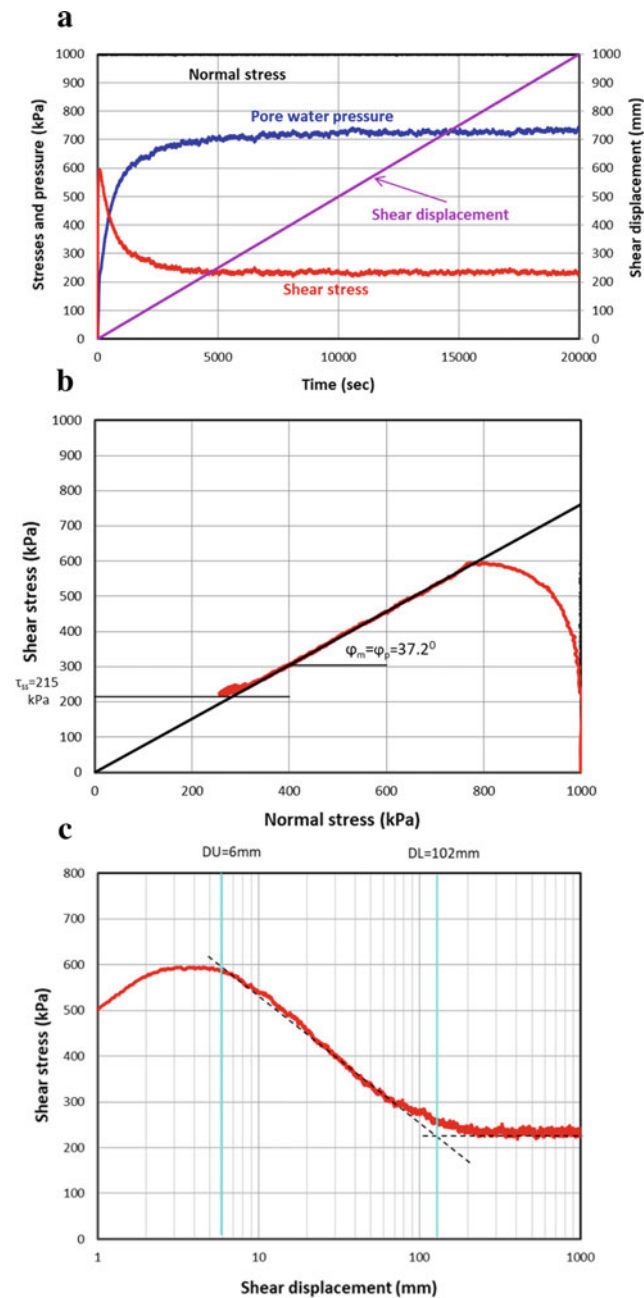 a
1000
900
800
700
600
500
400
300
200
100
0
Stresses and pressure (kPa)
Normal stress
Pore water pressure
Shear displacement
Shear stress
1000
900
800
700
600
500
400
300
200
100
0
Shear displacement (mm)
0 5000 10000 15000 20000
Time (sec)
b
1000
900
800
700
600
500
400
300
200
100
0
Shear stress (kPa)
τss=215
kPa
φm=φp=37.2⁰
0 200 400 600 800 1000
Normal stress (kPa)
c
DU=6mm DL=102mm
800
700
600
500
400
300
200
100
0
Shear stress (kPa)
1 10 100 1000
Shear displacement (mm)